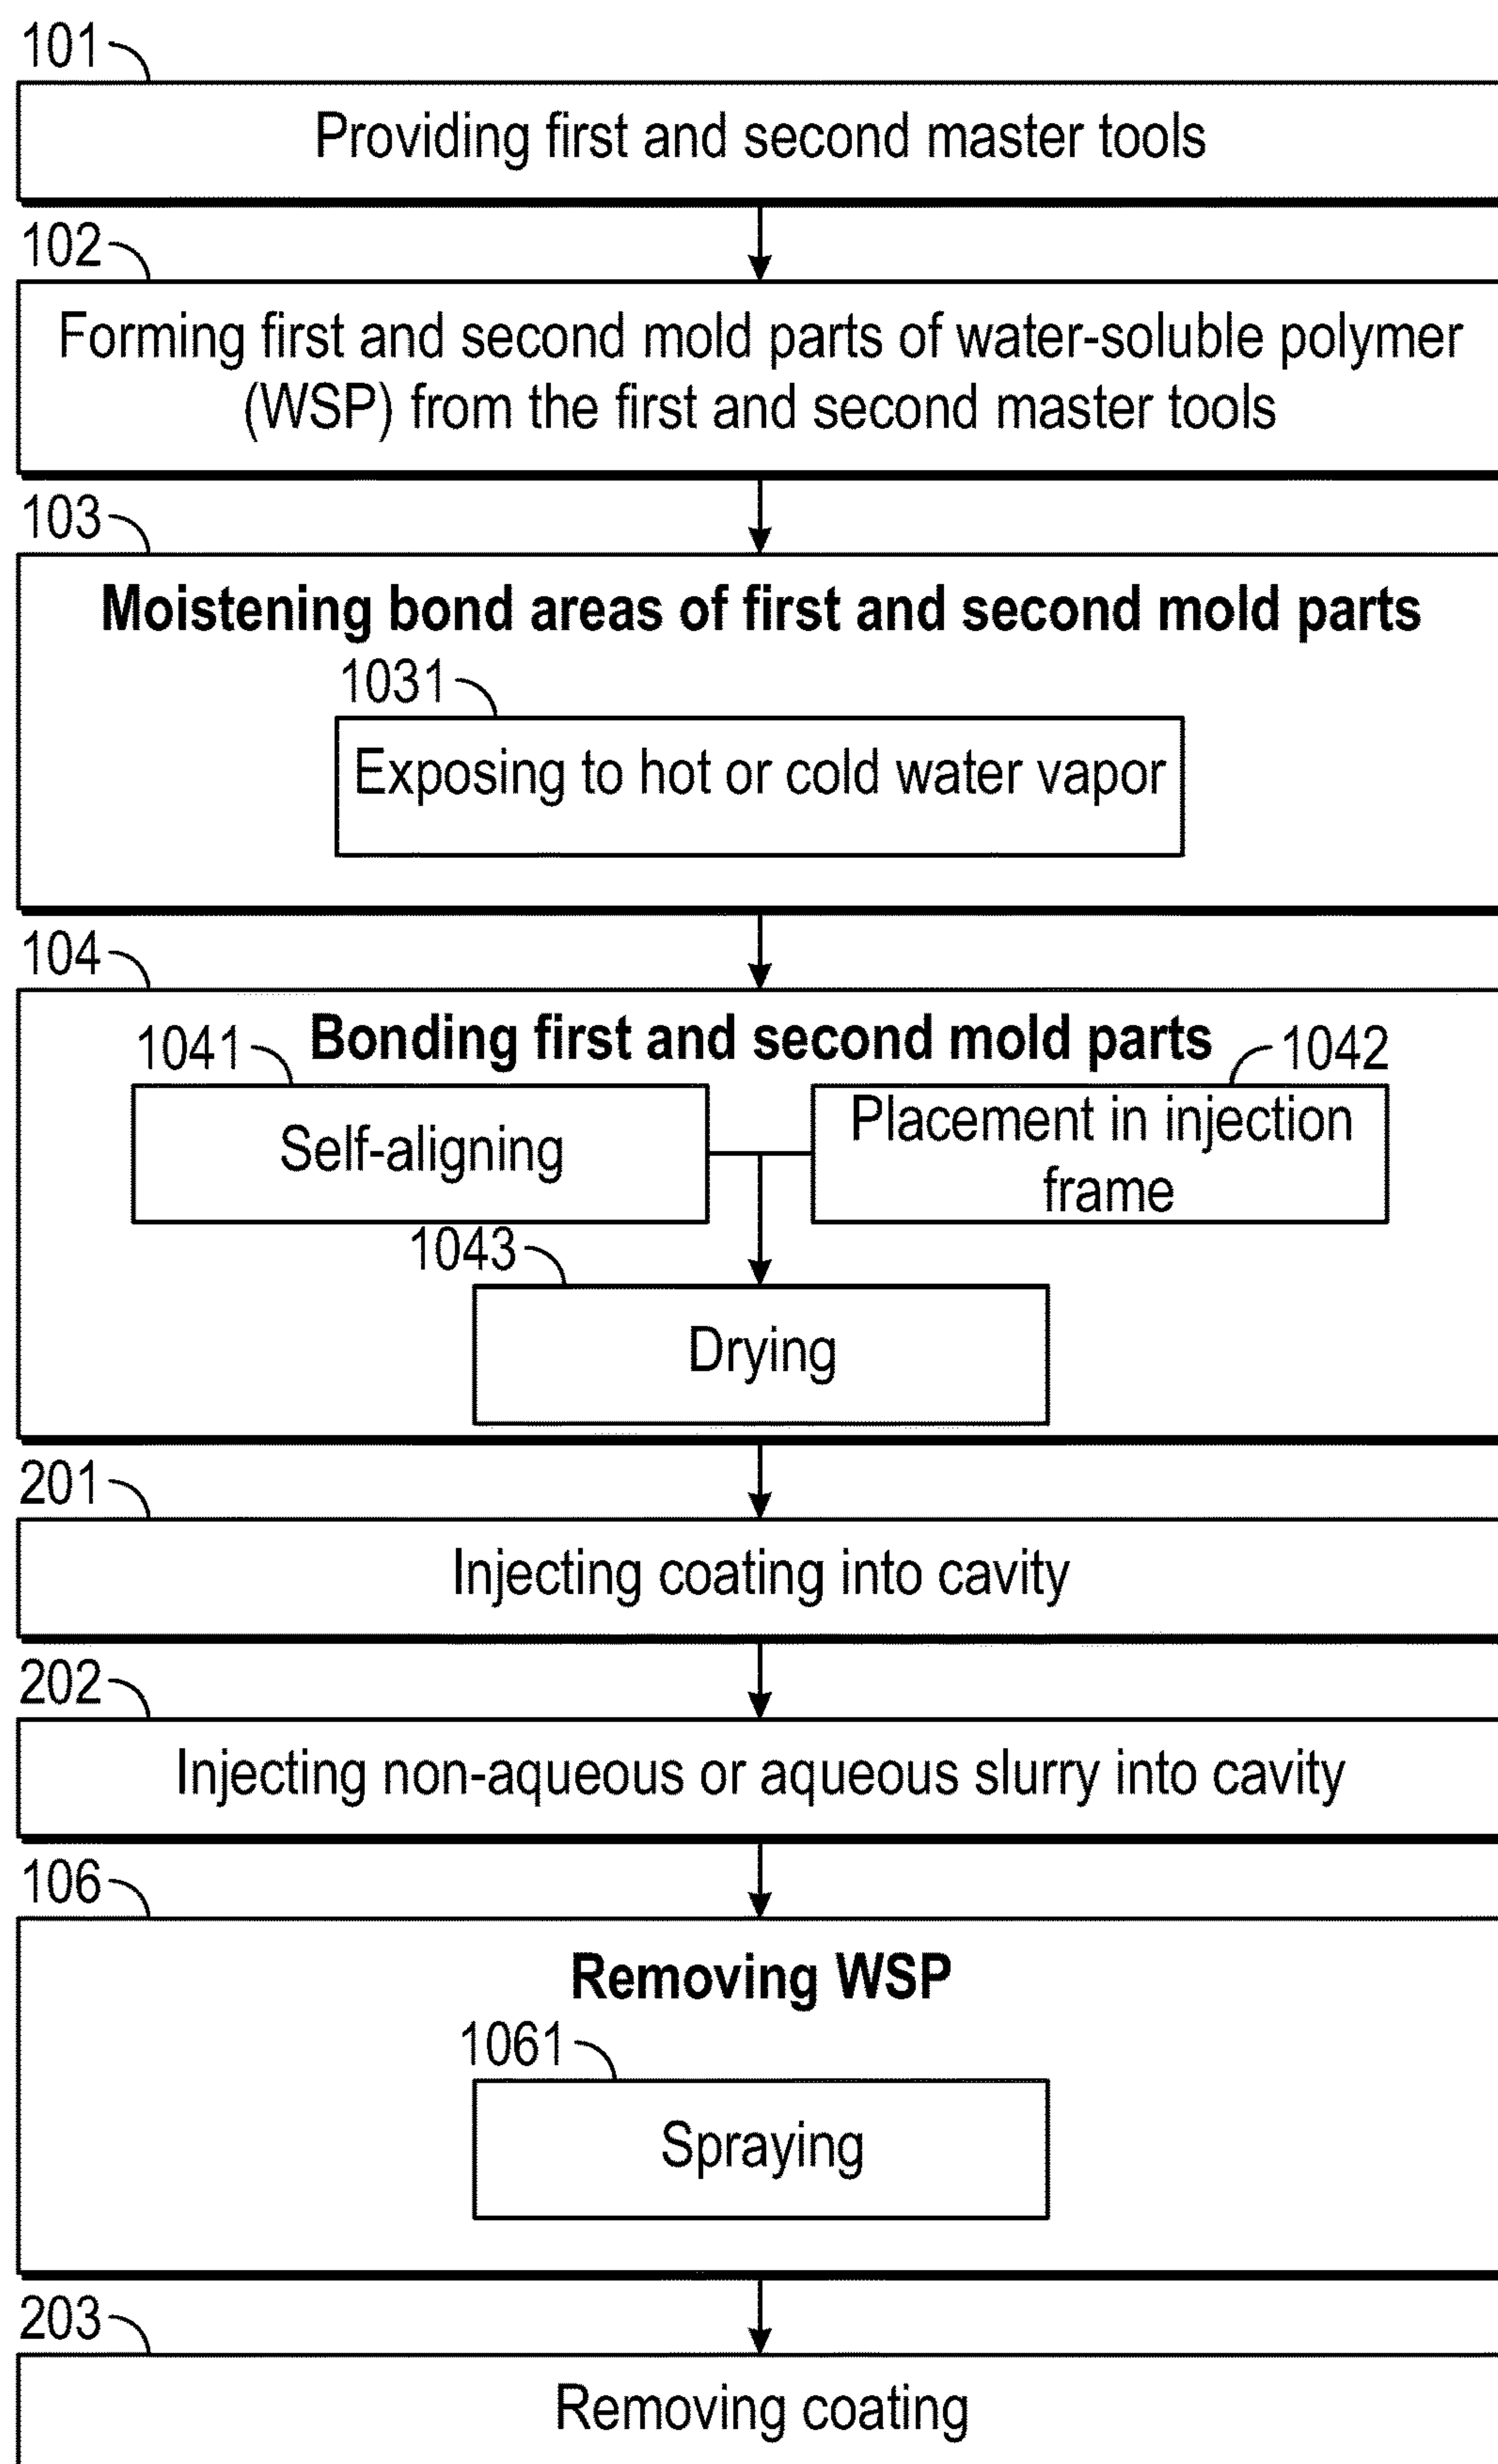 101
Providing first and second master tools
102
Forming first and second mold parts of water-soluble polymer
(WSP) from the first and second master tools
103
Moistening bond areas of first and second mold parts
1031
Exposing to hot or cold water vapor
104
Bonding first and second mold parts
1041
Self-aligning
1042
Placement in injection
frame
1043
Drying
201
Injecting coating into cavity
202
Injecting non-aqueous or aqueous slurry into cavity
106
Removing WSP
1061
Spraying
203
Removing coating